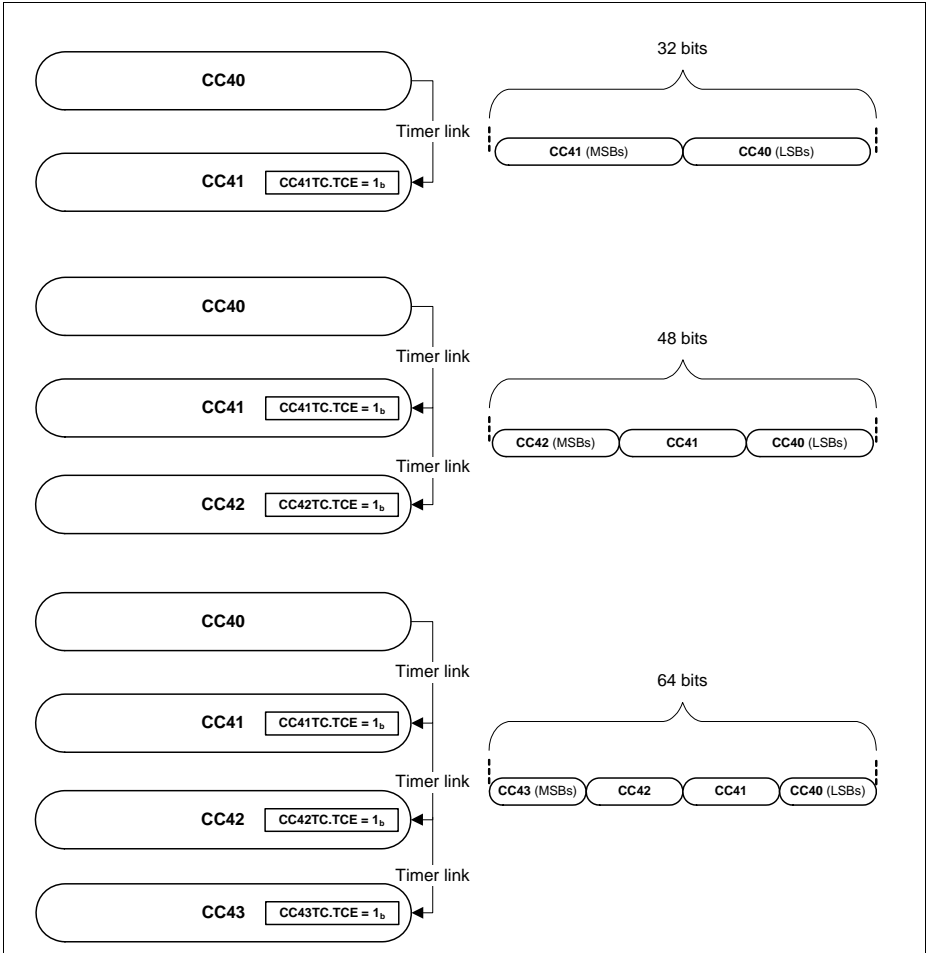 32 bits
CC40
Timer link
CC41 (MSBs) CC40 (LSBs)
CC41 CC41TC.TCE = 1b
CC40
48 bits
Timer link
CC41 CC41TC.TCE = 1b
CC42 (MSBs) CC41 CC40 (LSBs)
Timer link
CC42 CC42TC.TCE = 1b
CC40
Timer link
64 bits
CC41 CC41TC.TCE = 1b
Timer link
CC43 (MSBs) CC42 CC41 CC40 (LSBs)
CC42 CC42TC.TCE = 1b
Timer link
CC43 CC43TC.TCE = 1b